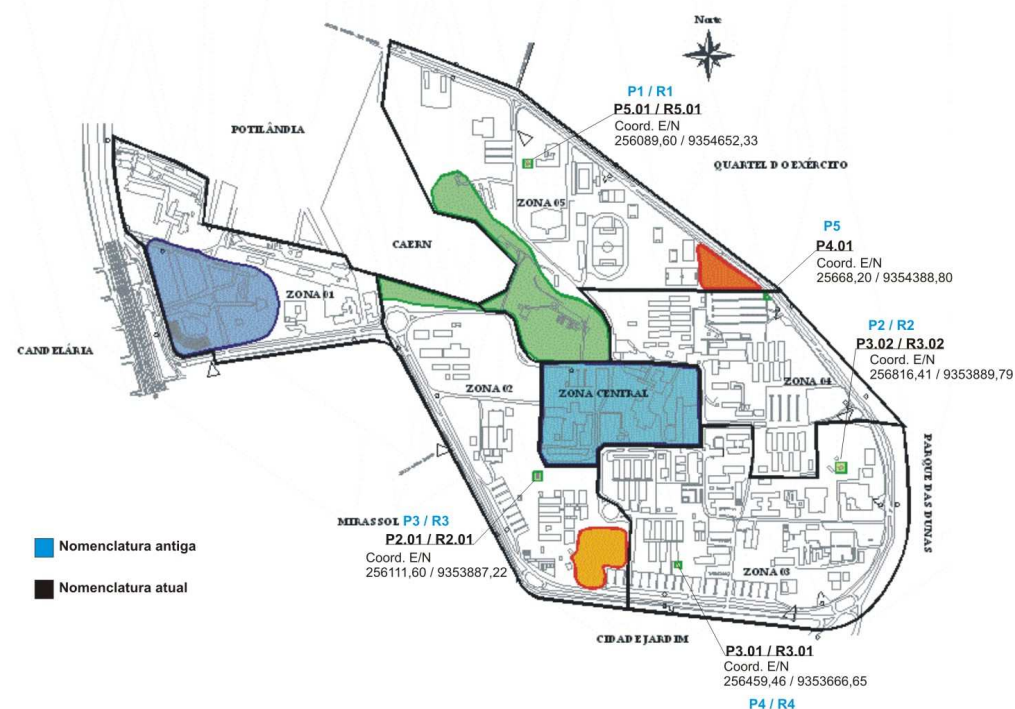 Norte
P1 / R1
P5.01 / R5.01
Coord. E/N
256089,60 / 9354652,33
POTILÂNDIA
QUARTEL DO EXÉRCITO
ZONA 05
P5
P4.01
Coord. E/N
25668,20 / 9354388,80
CAERN
ZONA 01
P2 / R2
P3.02 / R3.02
Coord. E/N
256816,41 / 9353889,79
CANDELÁRIA
ZONA 02
ZONA CENTRAL
ZONA 04
PARQUE DAS DUNAS
MIRASSOL P3 / R3
P2.01 / R2.01
Coord. E/N
256111,60 / 9353887,22
Nomenclatura antiga
Nomenclatura atual
ZONA 03
CIDADE JARDIM
P3.01 / R3.01
Coord. E/N
256459,46 / 9353666,65
P4 / R4